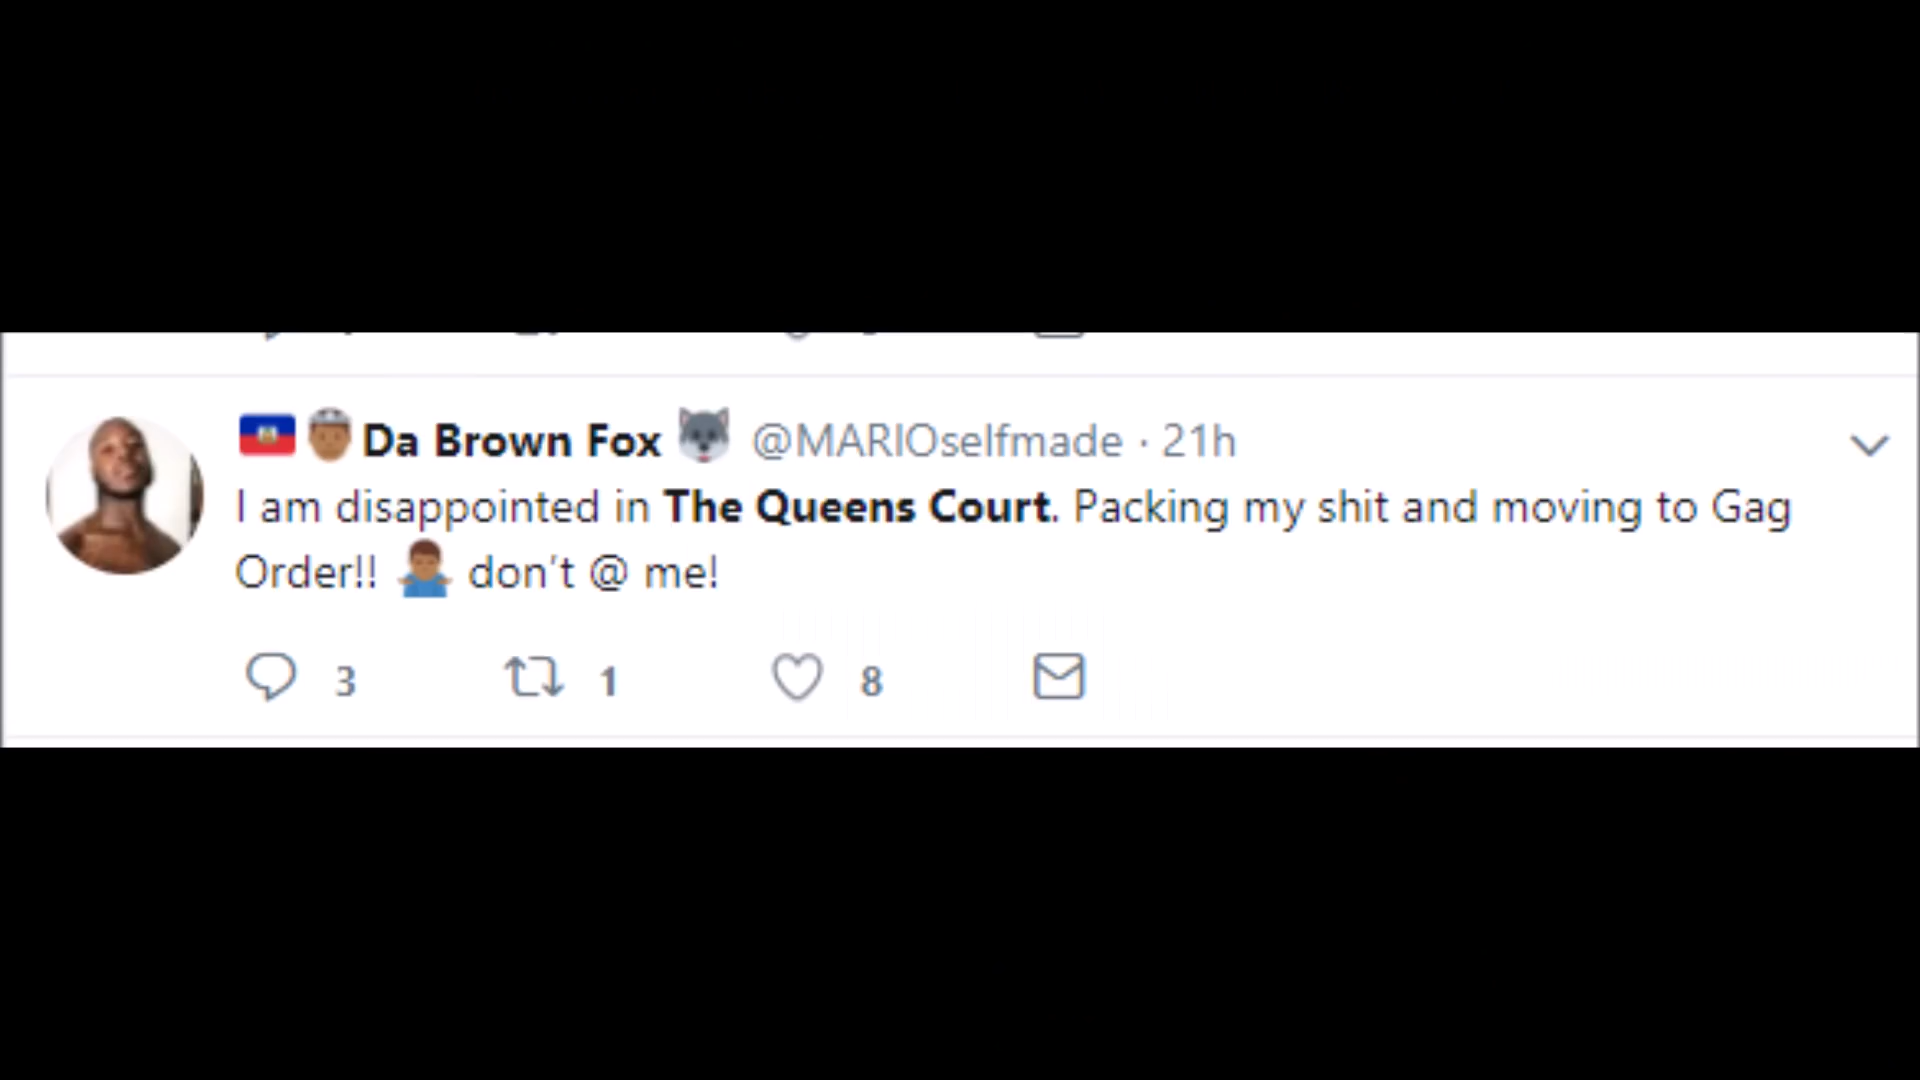 🇭🇹👳🏾‍♂️Da Brown Fox🐺 @MARIOselfmade · 21h
I am disappointed in The Queens Court. Packing my shit and moving to Gag
Order!! 🤷🏾‍♂️ don't @ me!
3 1 8